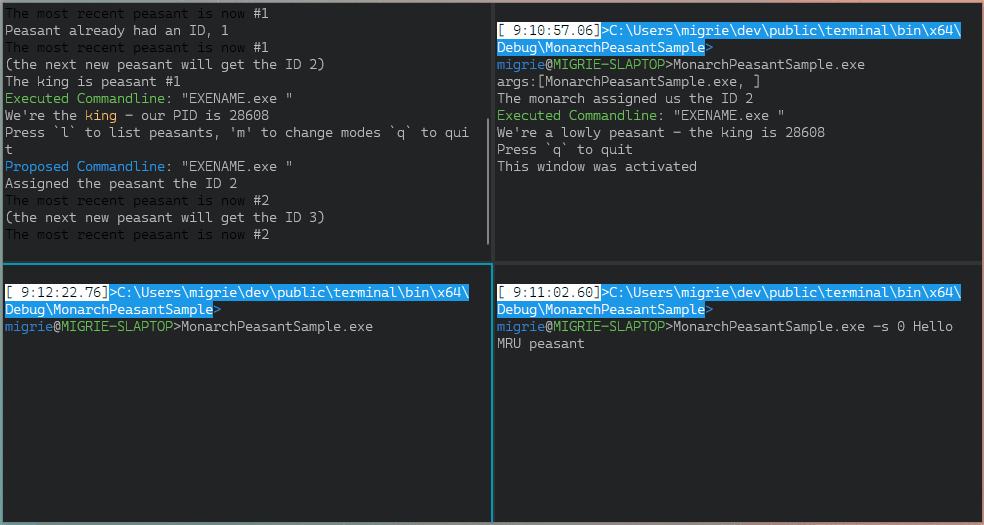 The most recent peasant is now #1
Peasant already had an ID, 1
The most recent peasant is now #1
(the next new peasant will get the ID 2)
The king is peasant #1
Executed Commandline: "EXENAME.exe "
We're the king - our PID is 28608
Press `l` to list peasants, 'm' to change modes `q` to qui
t
Proposed Commandline: "EXENAME.exe "
Assigned the peasant the ID 2
The most recent peasant is now #2
(the next new peasant will get the ID 3)
The most recent peasant is now #2
[ 9:10:57.06]>C:\Users\migrie\dev\public\terminal\bin\x64\
Debug\MonarchPeasantSample>
migrie@MIGRIE-SLAPTOP>MonarchPeasantSample.exe
args:[MonarchPeasantSample.exe, ]
The monarch assigned us the ID 2
Executed Commandline: "EXENAME.exe "
We're a lowly peasant - the king is 28608
Press `q` to quit
This window was activated
[ 9:12:22.76]>C:\Users\migrie\dev\public\terminal\bin\x64\
Debug\MonarchPeasantSample>
migrie@MIGRIE-SLAPTOP>MonarchPeasantSample.exe
[ 9:11:02.60]>C:\Users\migrie\dev\public\terminal\bin\x64\
Debug\MonarchPeasantSample>
migrie@MIGRIE-SLAPTOP>MonarchPeasantSample.exe -s 0 Hello
MRU peasant